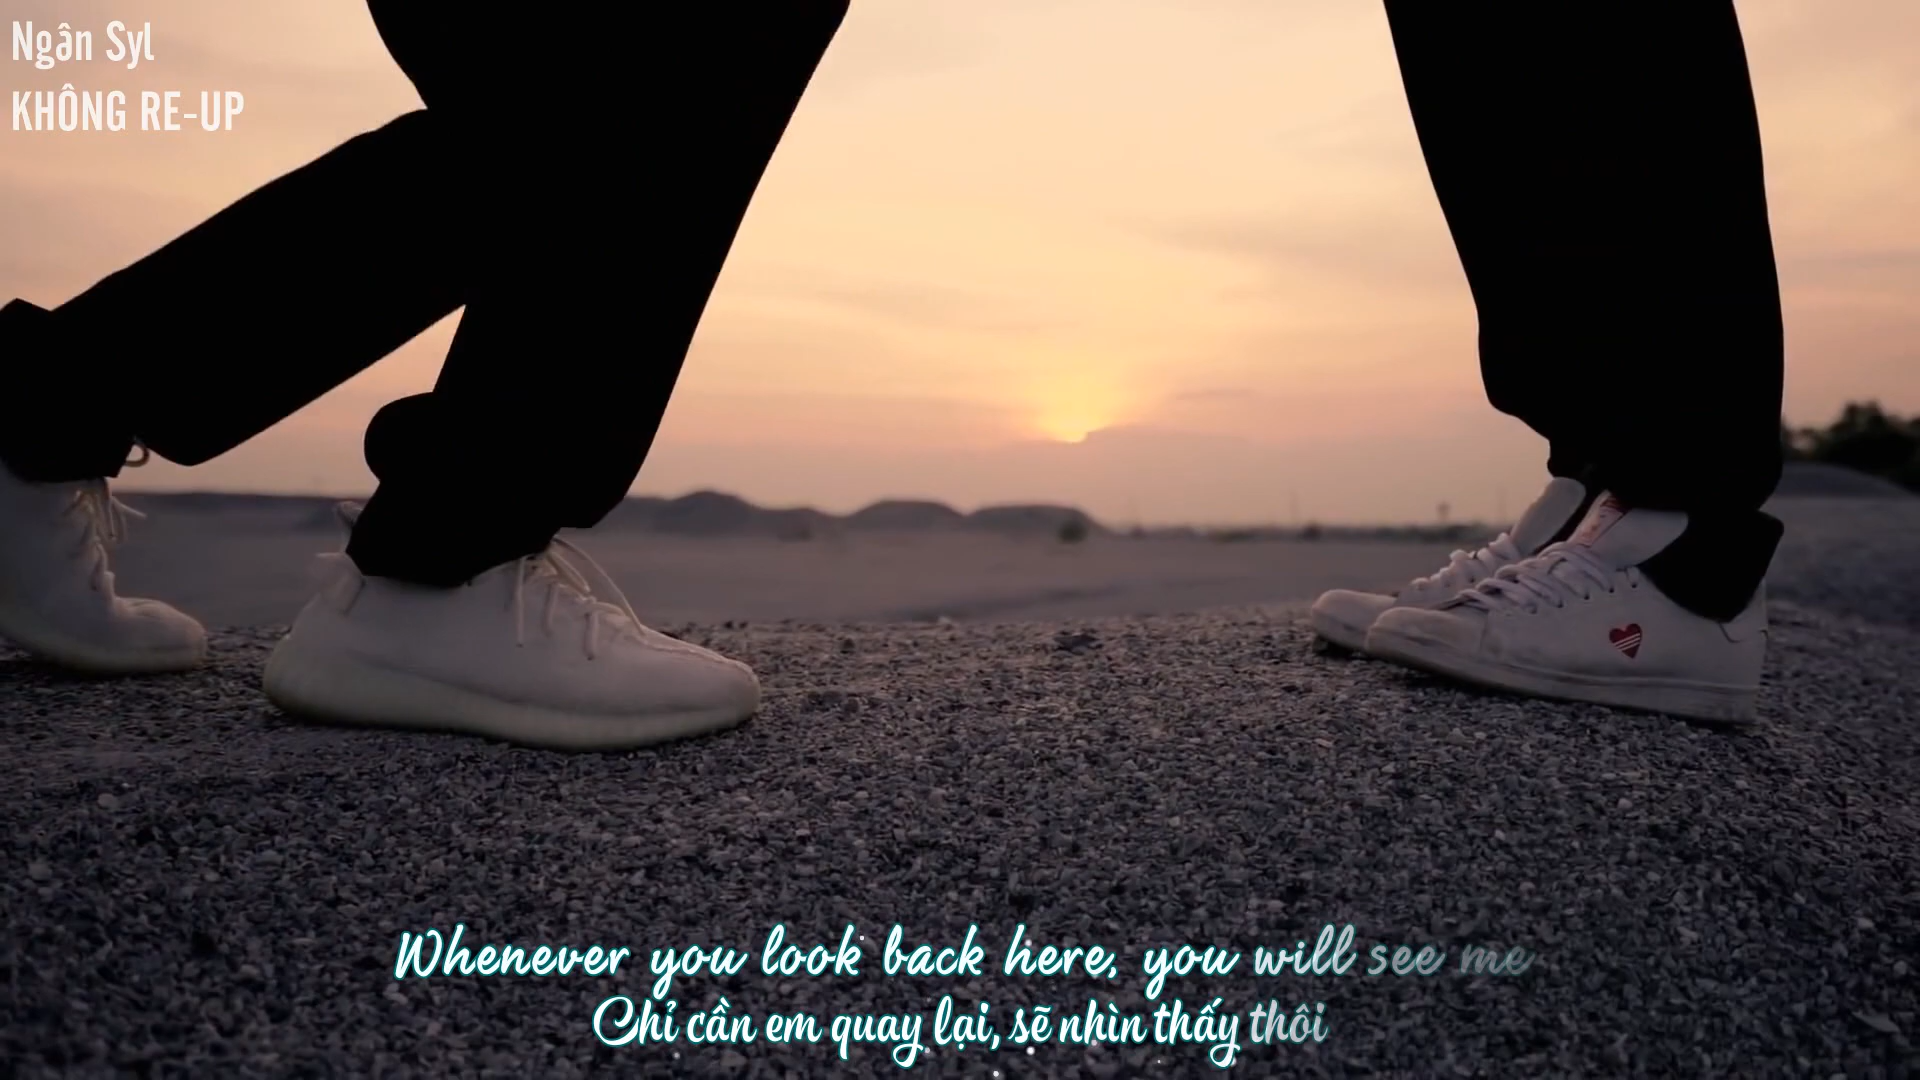 Ngân Syl
KHÔNG RE-UP
Whenever you look back here, you will see me
Chỉ cần em quay lại, sẽ nhìn thấy thôi